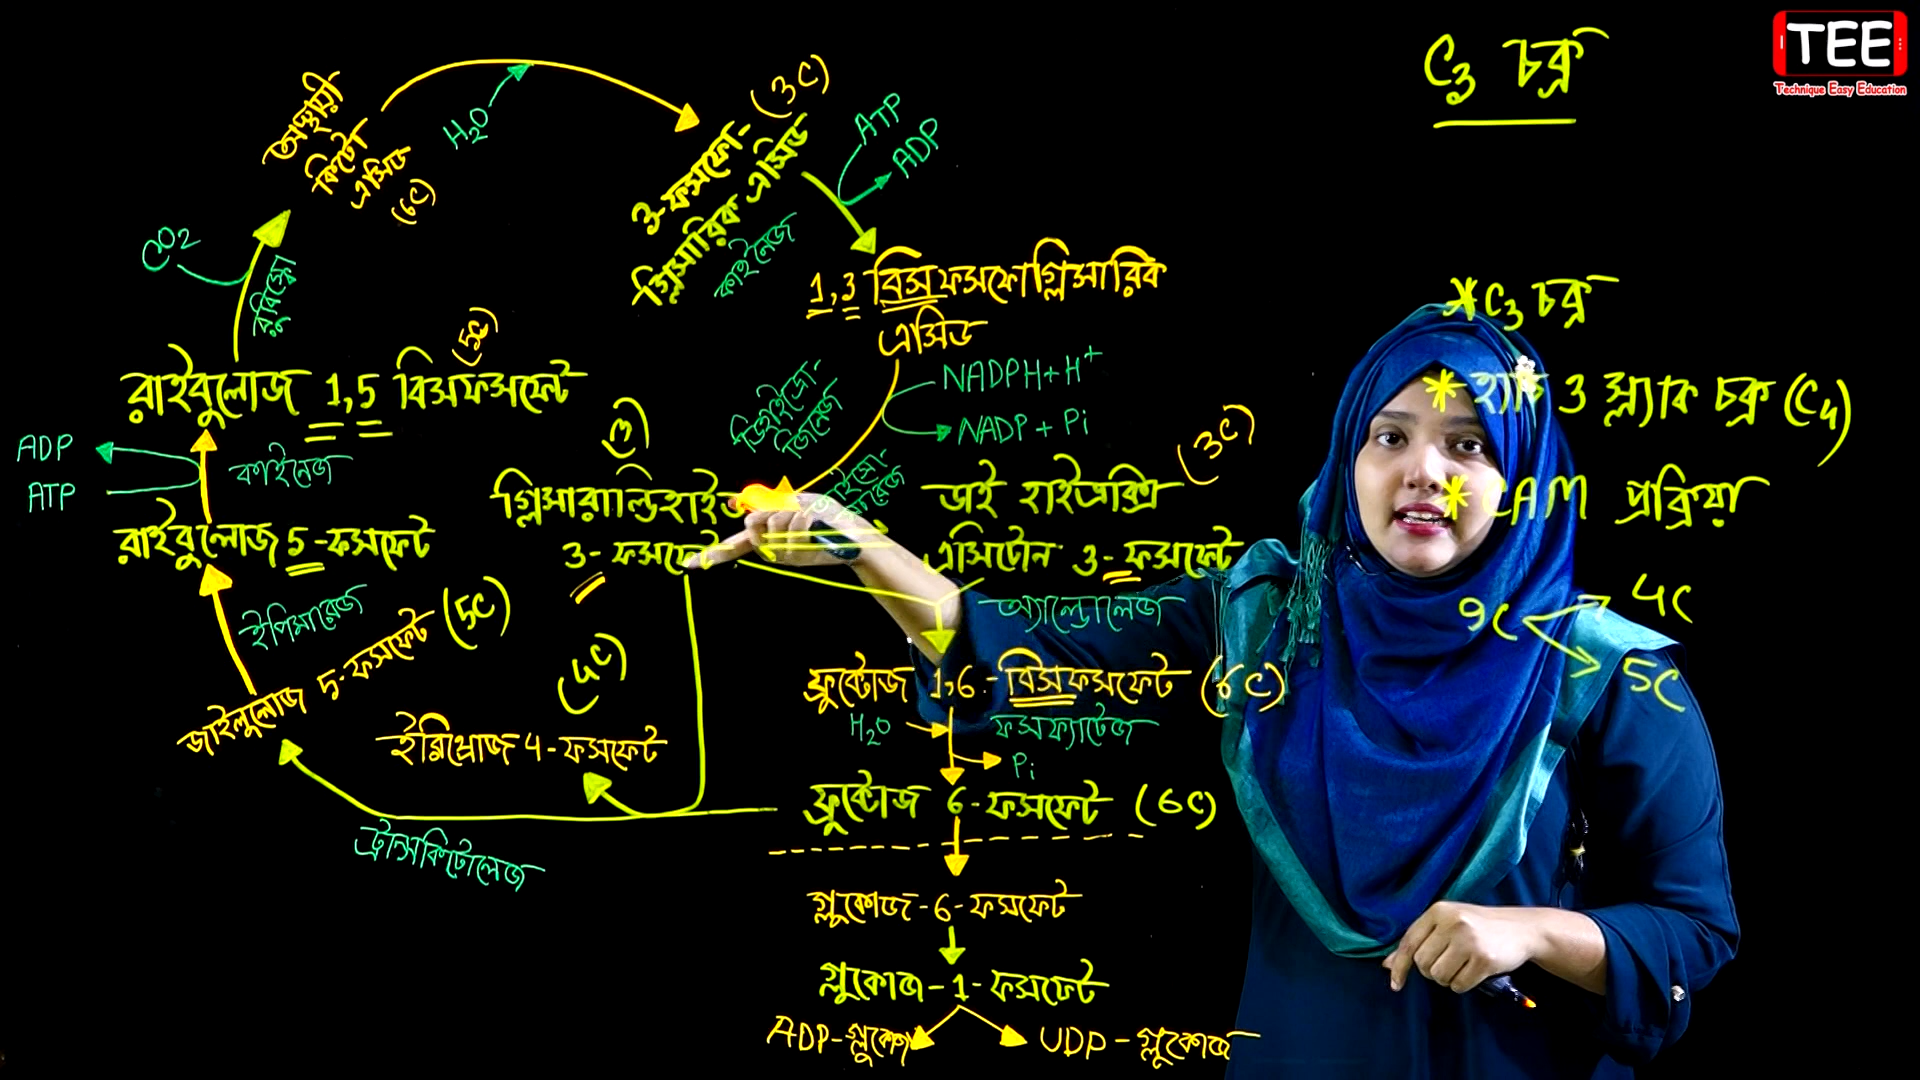 C3 চক্র
TEE
Technique Easy Education
অস্থায়ী
কিটো
এসিড
(6C)
H2O
3-ফসফো-
গ্লিসারিক এসিড
(3C)
কাইনেজ
ATP
ADP
CO2
রুবিস্কো
1,3 বিসফসফোগ্লিসারিক
এসিড
NADPH+H+
NADP + Pi
ডিহাইড্রো-
জিনেজ
রাইবুলোজ 1,5 বিসফসফেট
(5C)
ADP
ATP
কাইনেজ
রাইবুলোজ 5-ফসফেট
ইপিমারেজ
জাইলুলোজ 5-ফসফেট (5C)
(3)
গ্লিসারালডিহাইড
3-ফসফেট
ডাই হাইড্রক্সি
এসিটোন 3-ফসফেট
(3C)
অ্যালডোলেজ
ফ্রুক্টোজ 1,6-বিসফসফেট (6C)
H2O
ফসফ্যাটেজ
Pi
(4C)
ইরিথ্রোজ 4-ফসফেট
ফ্রুক্টোজ 6-ফসফেট (6C)
ট্রান্সকিটোলেজ
গ্লুকোজ-6-ফসফেট
গ্লুকোজ-1-ফসফেট
ADP-গ্লুকোজ
UDP-গ্লুকোজ
* C3 চক্র
* হ্যাচ ও স্ল্যাক চক্র (C4)
* CAM প্রক্রিয়া
9C
4C
5C